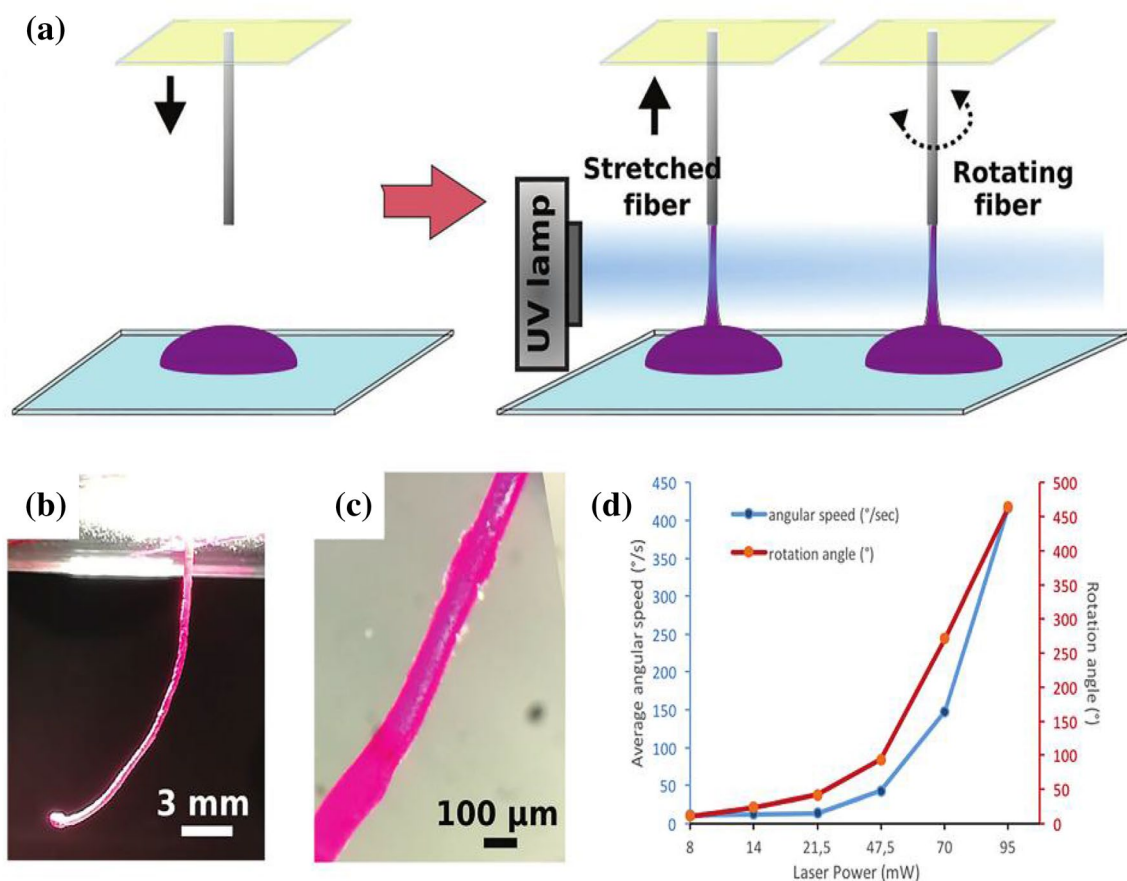 (a)
Stretched
fiber
Rotating
fiber
UV lamp
(b)
3 mm
(c)
100 µm
(d)
angular speed (°/sec)
rotation angle (°)
Average angular speed (°/s)
450
400
350
300
250
200
150
100
50
0
500
450
400
350
300
250
200
150
100
50
0
Rotation
angle (°)
8 14 21,5 47,5 70 95
Laser Power (mW)